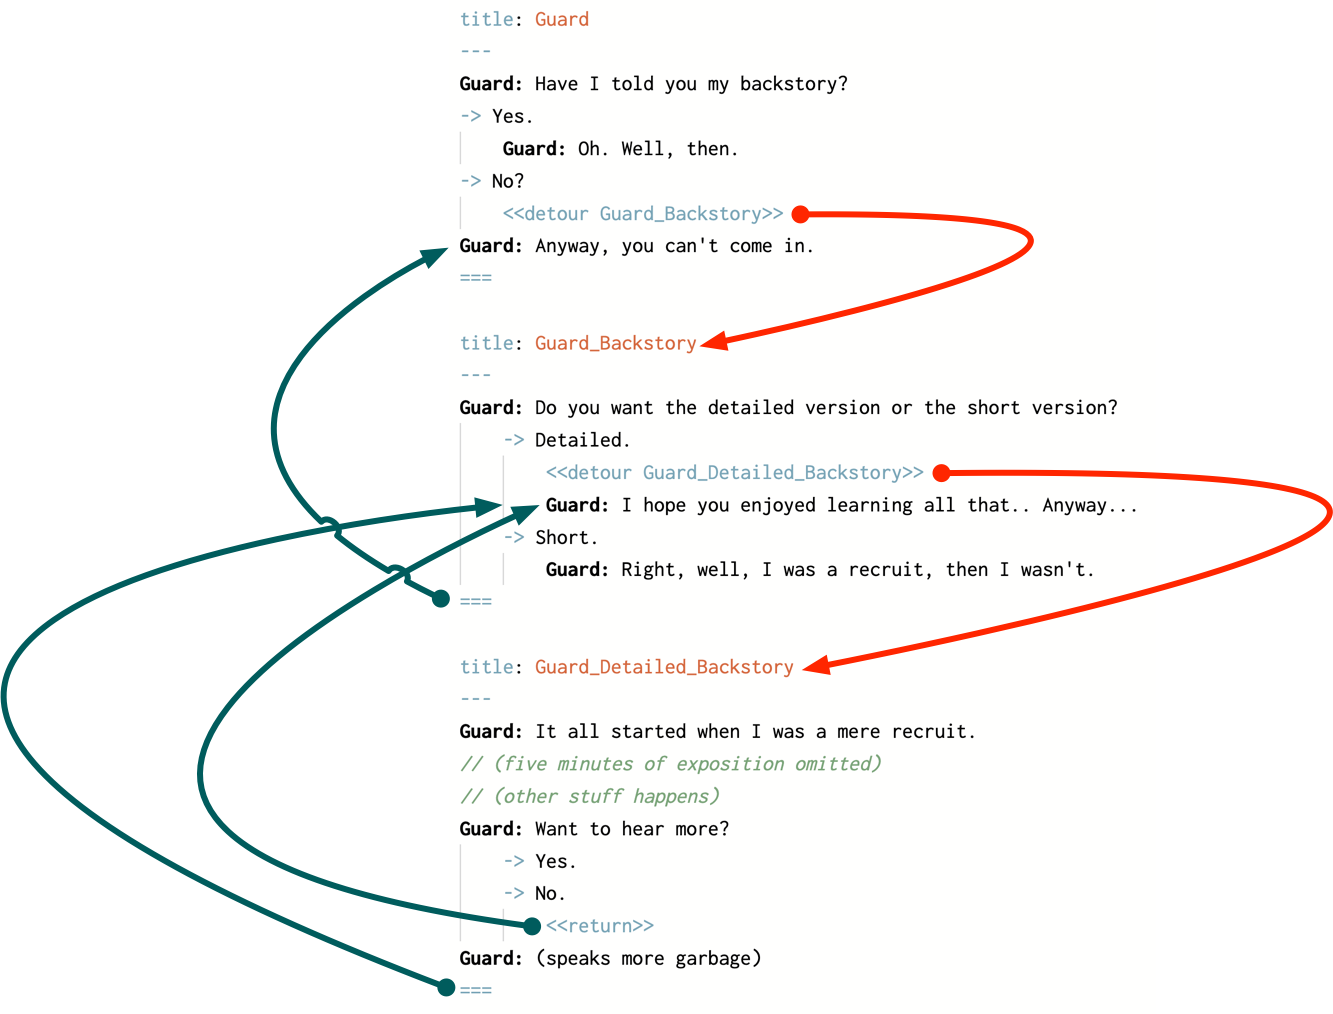 title: Guard
---
Guard: Have I told you my backstory?
-> Yes.
Guard: Oh. Well, then.
-> No?
<<detour Guard_Backstory>>
Guard: Anyway, you can't come in.
===
title: Guard_Backstory
---
Guard: Do you want the detailed version or the short version?
-> Detailed.
<<detour Guard_Detailed_Backstory>>
Guard: I hope you enjoyed learning all that.. Anyway...
-> Short.
Guard: Right, well, I was a recruit, then I wasn't.
===
title: Guard_Detailed_Backstory
---
Guard: It all started when I was a mere recruit.
// (five minutes of exposition omitted)
// (other stuff happens)
Guard: Want to hear more?
-> Yes.
-> No.
<<return>>
Guard: (speaks more garbage)
===